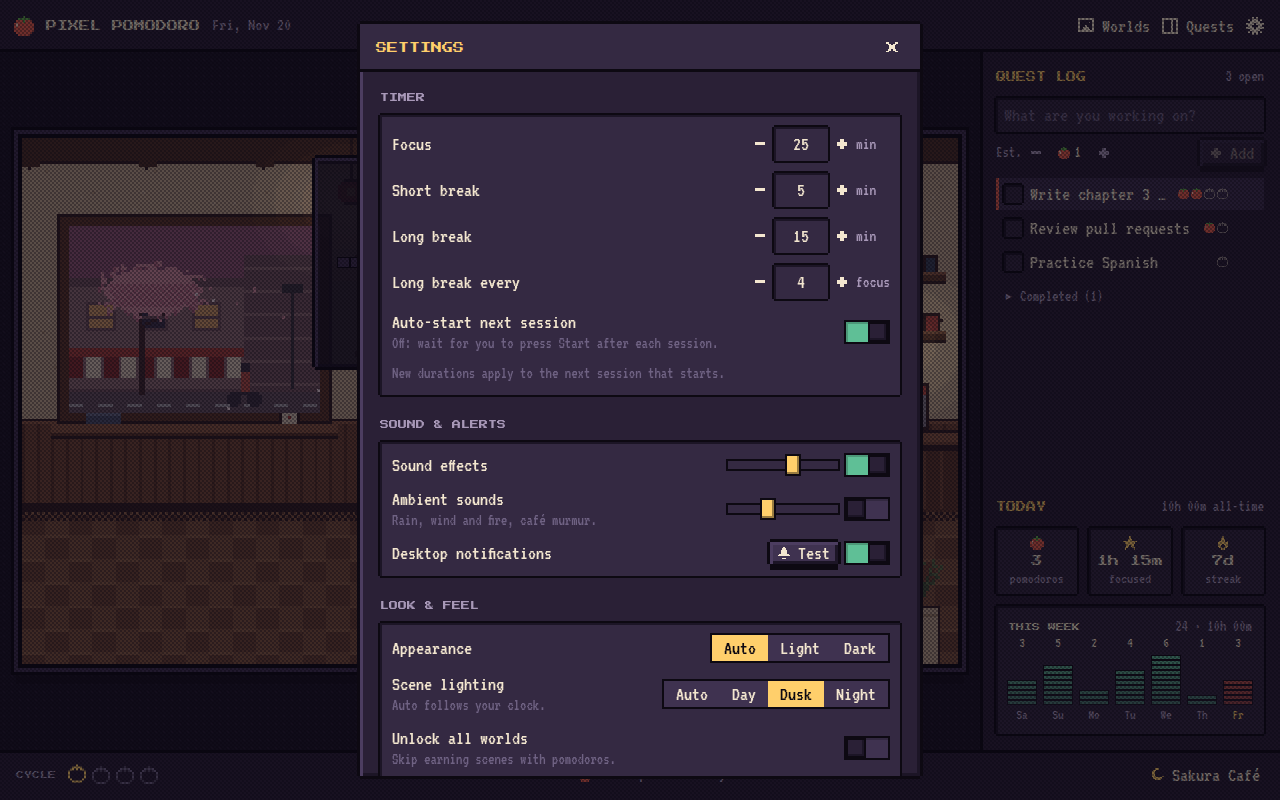 PIXEL POMODORO Fri, Nov 20
Worlds Quests
SETTINGS
TIMER
Focus 25 min
Short break 5 min
Long break 15 min
Long break every 4 focus
Auto-start next session
Off: wait for you to press Start after each session.
New durations apply to the next session that starts.
SOUND & ALERTS
Sound effects
Ambient sounds
Rain, wind and fire, café murmur.
Desktop notifications Test
LOOK & FEEL
Appearance Auto Light Dark
Scene lighting Auto Day Dusk Night
Auto follows your clock.
Unlock all worlds
Skip earning scenes with pomodoros.
QUEST LOG 3 open
What are you working on?
Est. 1 Add
Write chapter 3 …
Review pull requests
Practice Spanish
Completed (1)
TODAY 10h 00m all-time
3 1h 15m 7d
pomodoros focused streak
THIS WEEK 24 · 10h 00m
3 5 2 4 6 1 3
Sa Su Mo Tu We Th Fr
CYCLE
Sakura Café